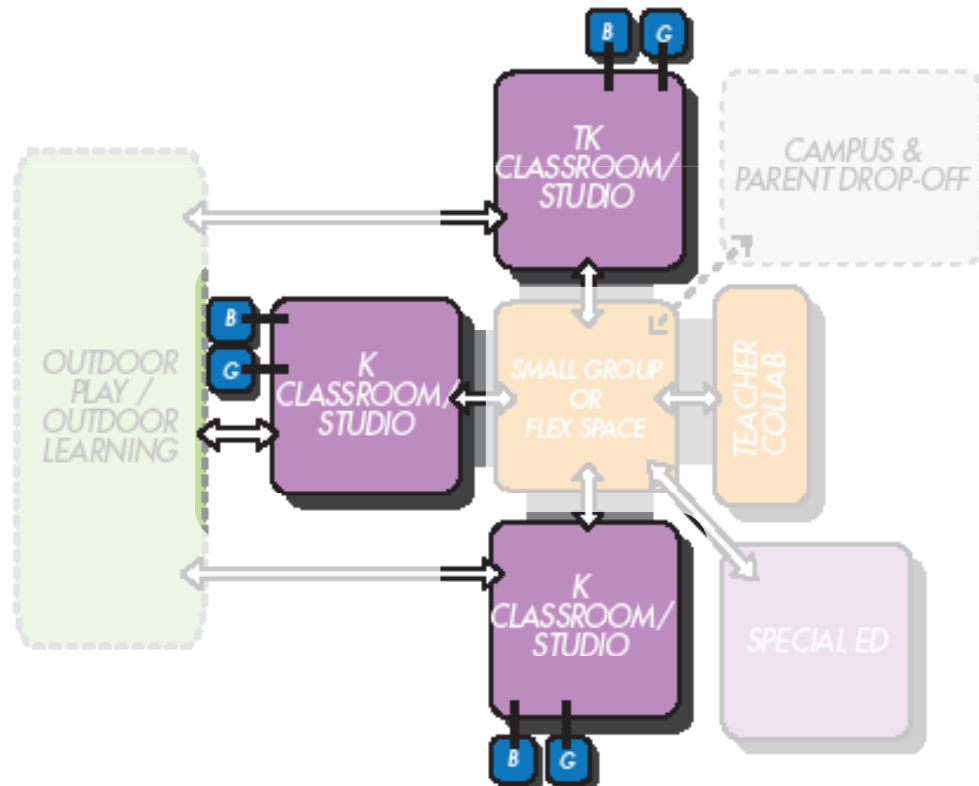 B G
TK
CLASSROOM/
STUDIO
CAMPUS &
PARENT DROP-OFF
OUTDOOR
PLAY /
OUTDOOR
LEARNING
B
G
K
CLASSROOM/
STUDIO
SMALL GROUP
OR
FLEX SPACE
TEACHER
COLLAB.
K
CLASSROOM/
STUDIO
B G
SPECIAL ED